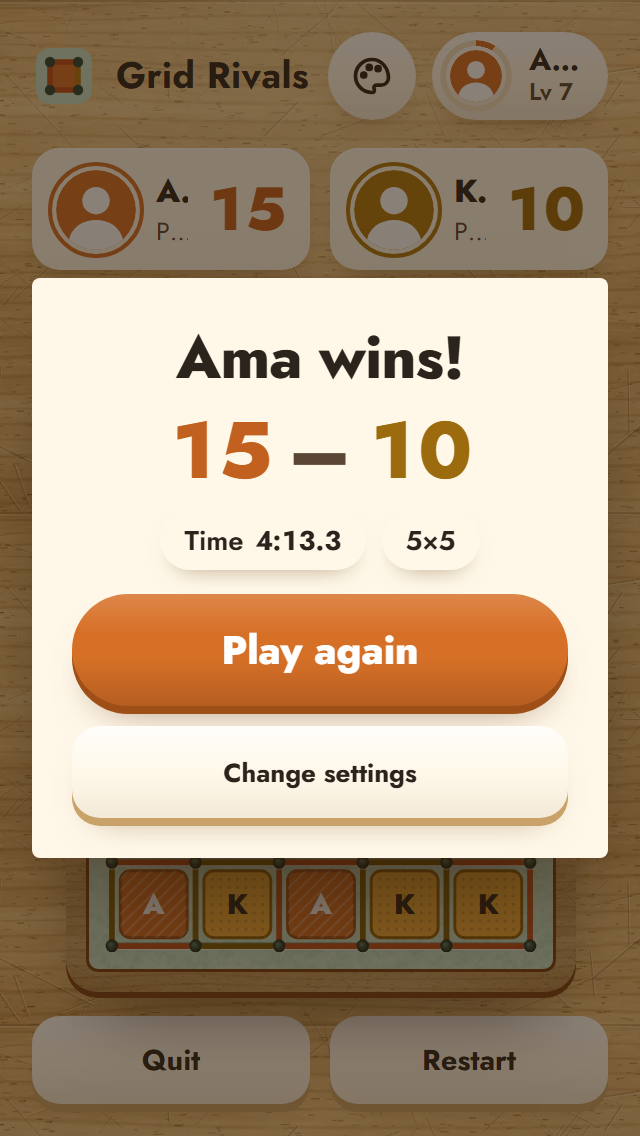 Grid Rivals
A...
Lv 7
A.
P...
15
K.
P...
10
Ama wins!
15 – 10
Time 4:13.3
5×5
Play again
Change settings
A K A K K
Quit
Restart